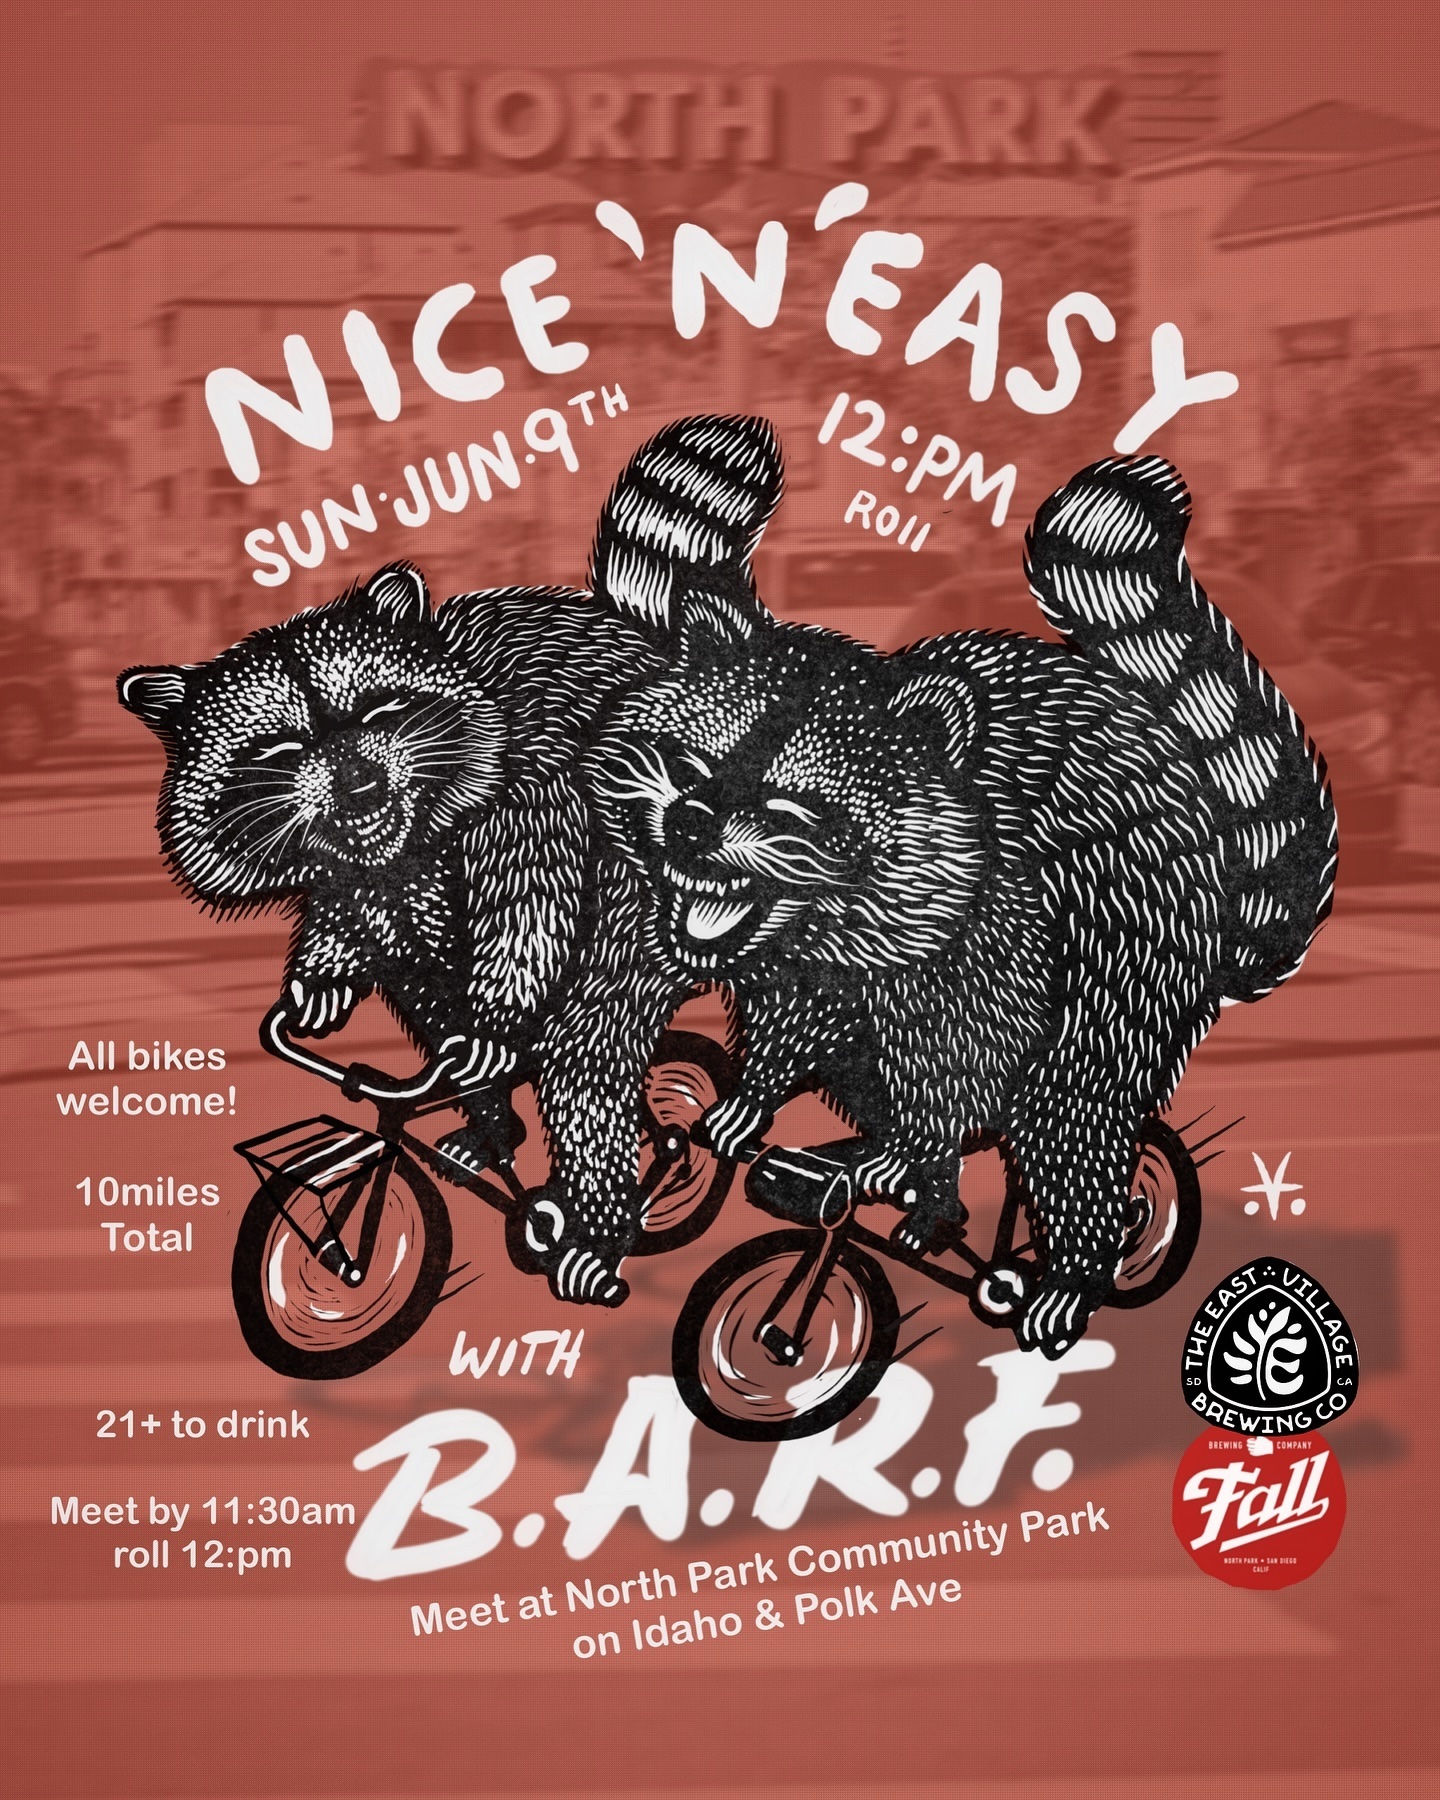 NORTH PARK
NICE 'N' EASY
SUN·JUN·9TH
12:PM
ROll
All bikes
welcome!
10miles
Total
WITH
B.A.R.F.
21+ to drink
Meet by 11:30am
roll 12:pm
Meet at North Park Community Park
on Idaho & Polk Ave
THE EAST VILLAGE
SD CA
BREWING CO
BREWING COMPANY
Fall
NORTH PARK • SAN DIEGO
CALIF